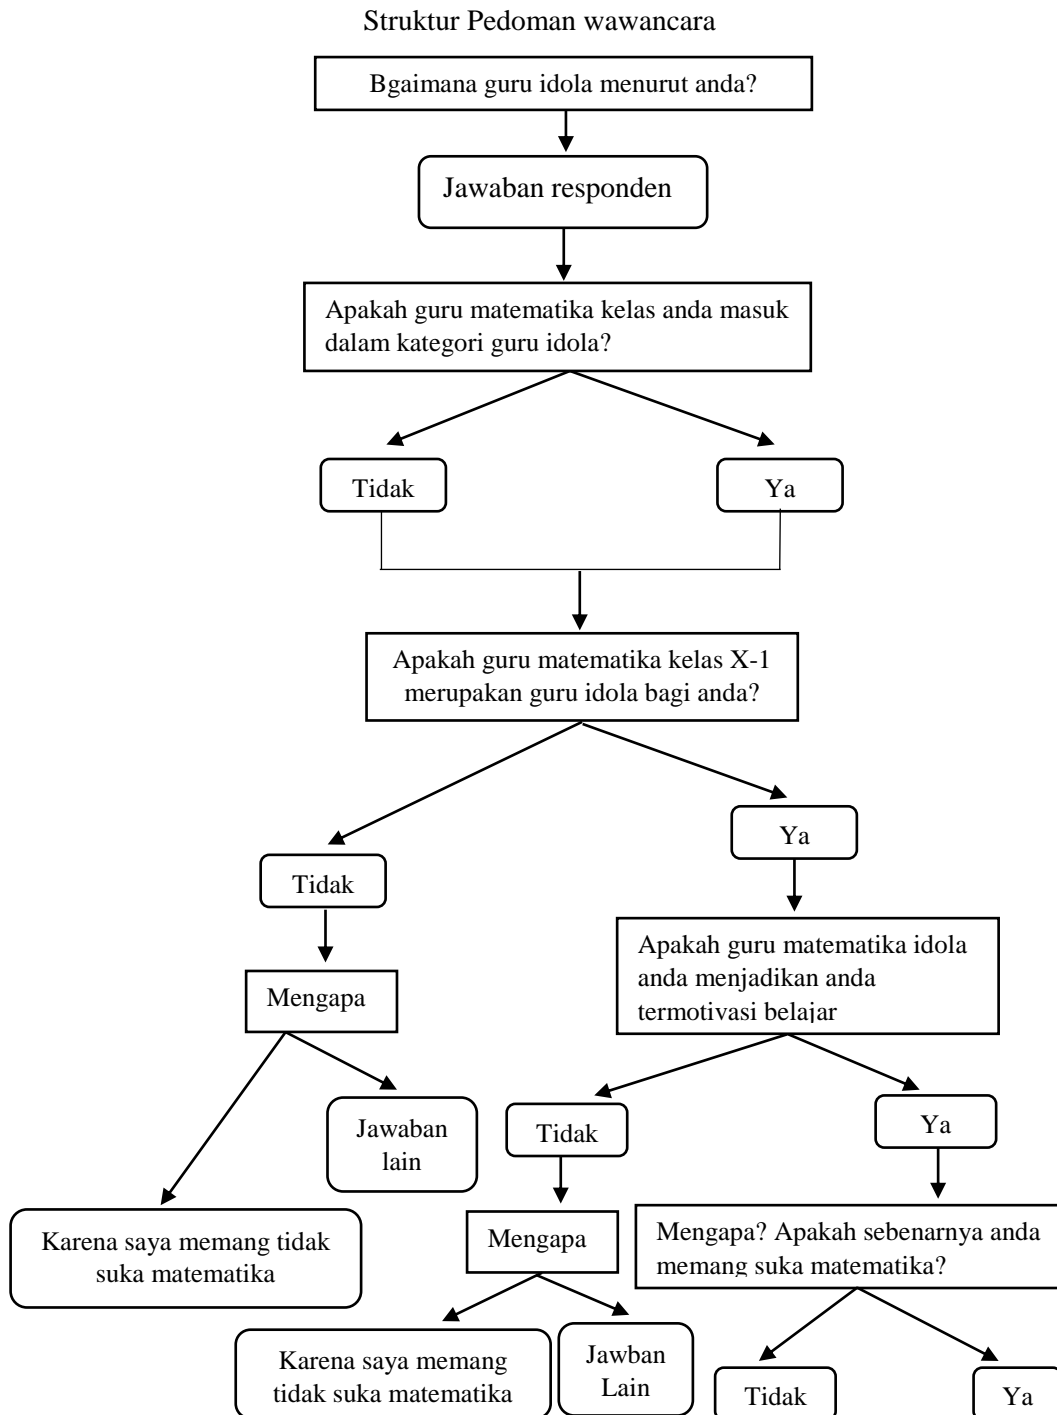 Struktur Pedoman wawancara
Bgaimana guru idola menurut anda?
Jawaban responden
Apakah guru matematika kelas anda masuk
dalam kategori guru idola?
Tidak
Ya
Apakah guru matematika kelas X-1
merupakan guru idola bagi anda?
Ya
Tidak
Apakah guru matematika idola
anda menjadikan anda
termotivasi belajar
Mengapa
Jawaban
lain
Tidak
Ya
Karena saya memang tidak
suka matematika
Mengapa
Mengapa? Apakah sebenarnya anda
memang suka matematika?
Karena saya memang
tidak suka matematika
Jawban
Lain
Tidak
Ya